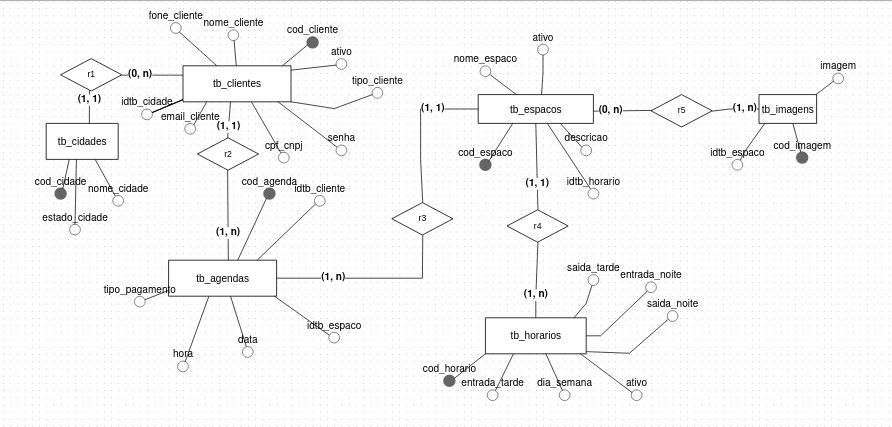 fone_cliente
nome_cliente
cod_cliente
ativo
tipo_cliente
r1
(0, n)
tb_clientes
(1, 1)
idtb_cidade
email_cliente
(1, 1)
cpf_cnpj
senha
tb_cidades
r2
cod_cidade
nome_cidade
estado_cidade
cod_agenda
idtb_cliente
(1, n)
tb_agendas
(1, n)
tipo_pagamento
hora
data
idtb_espaco
r3
(1, 1)
ativo
nome_espaco
tb_espacos
(0, n)
r5
(1, n)
tb_imagens
imagem
idtb_espaco
cod_imagem
cod_espaco
descricao
idtb_horario
(1, 1)
r4
(1, n)
saida_tarde
entrada_noite
saida_noite
tb_horarios
cod_horario
entrada_tarde
dia_semana
ativo